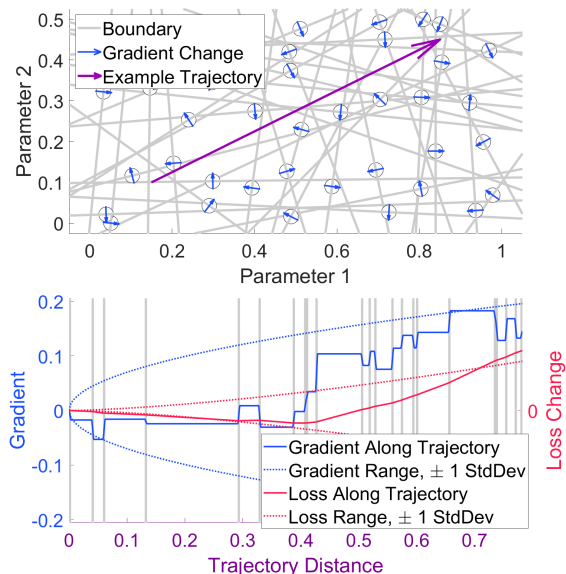 0.5
0.4
0.3
0.2
0.1
0
Parameter 2
Boundary
Gradient Change
Example Trajectory
0 0.2 0.4 0.6 0.8 1
Parameter 1
0.2
0.1
0
-0.1
-0.2
Gradient
0
Loss Change
Gradient Along Trajectory
Gradient Range, ± 1 StdDev
Loss Along Trajectory
Loss Range, ± 1 StdDev
0 0.1 0.2 0.3 0.4 0.5 0.6 0.7
Trajectory Distance